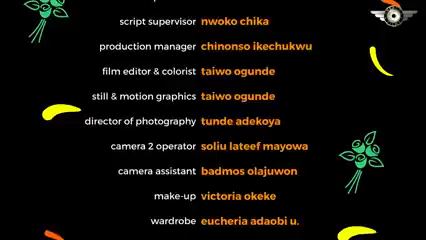 script supervisor nwoko chika
production manager chinonso ikechukwu
film editor & colorist taiwo ogunde
still & motion graphics taiwo ogunde
director of photography tunde adekoya
camera 2 operator soliu lateef mayowa
camera assistant badmos olajuwon
make-up victoria okeke
wardrobe eucheria adaobi u.